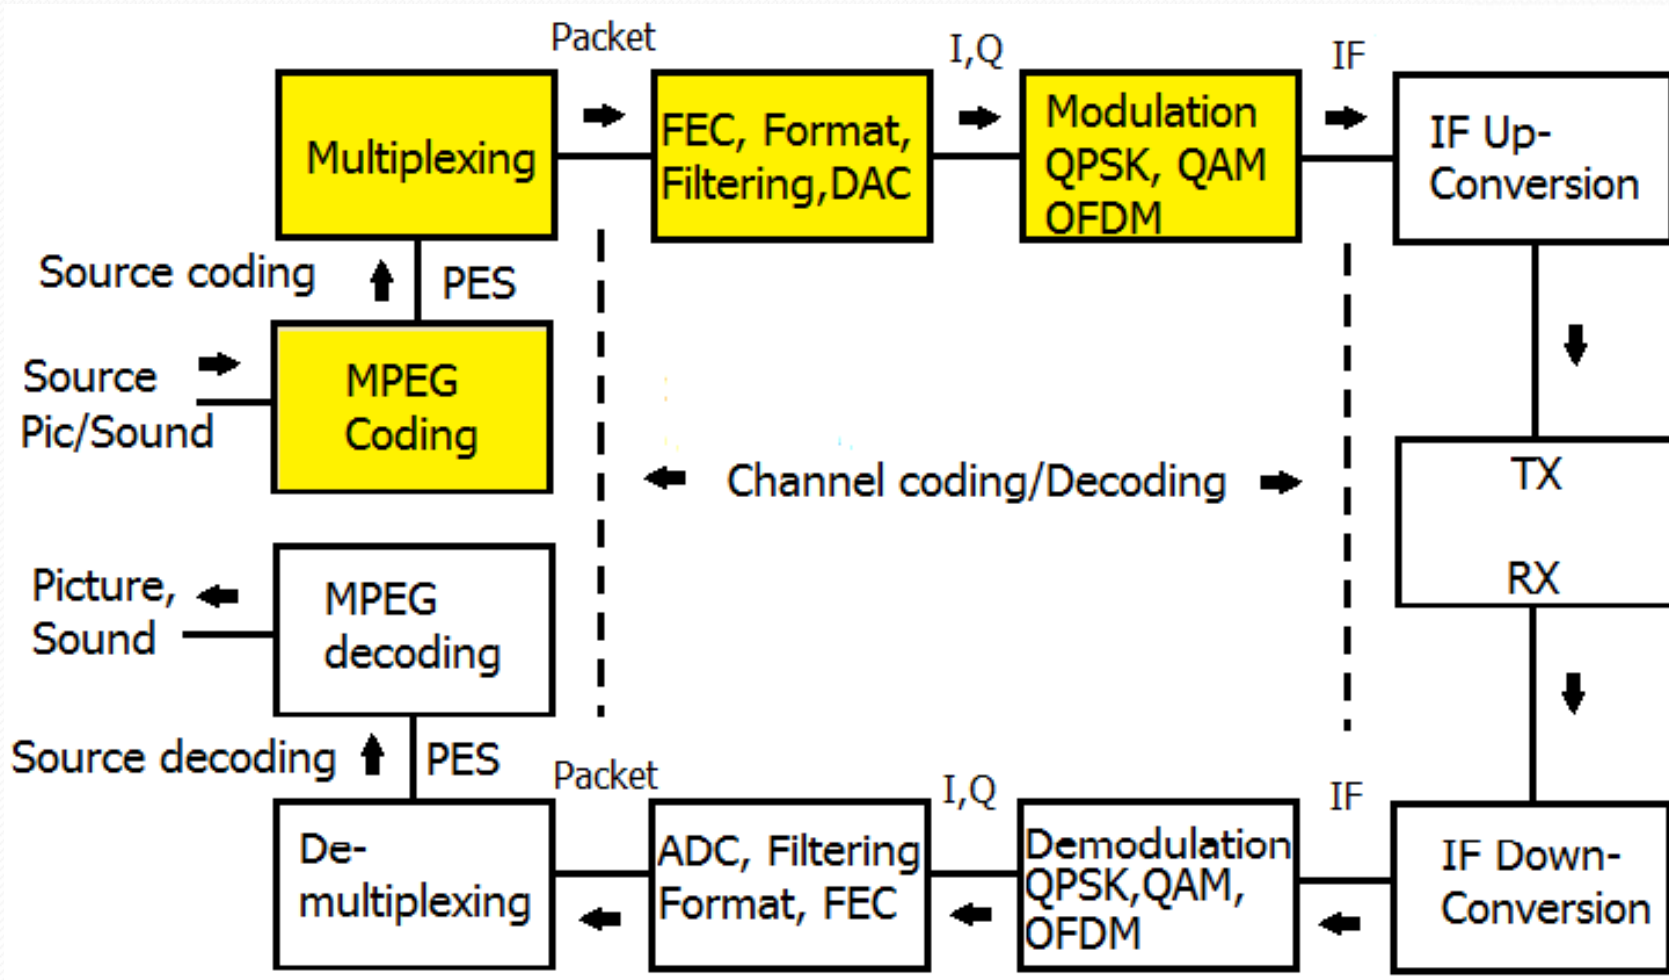 Packet
I,Q
IF
Multiplexing
FEC, Format,
Filtering,DAC
Modulation
QPSK, QAM
OFDM
IF Up-
Conversion
Source coding
PES
Source
Pic/Sound
MPEG
Coding
Channel coding/Decoding
TX
RX
Picture,
Sound
MPEG
decoding
Source decoding
PES
Packet
I,Q
IF
De-
multiplexing
ADC, Filtering
Format, FEC
Demodulation
QPSK,QAM,
OFDM
IF Down-
Conversion